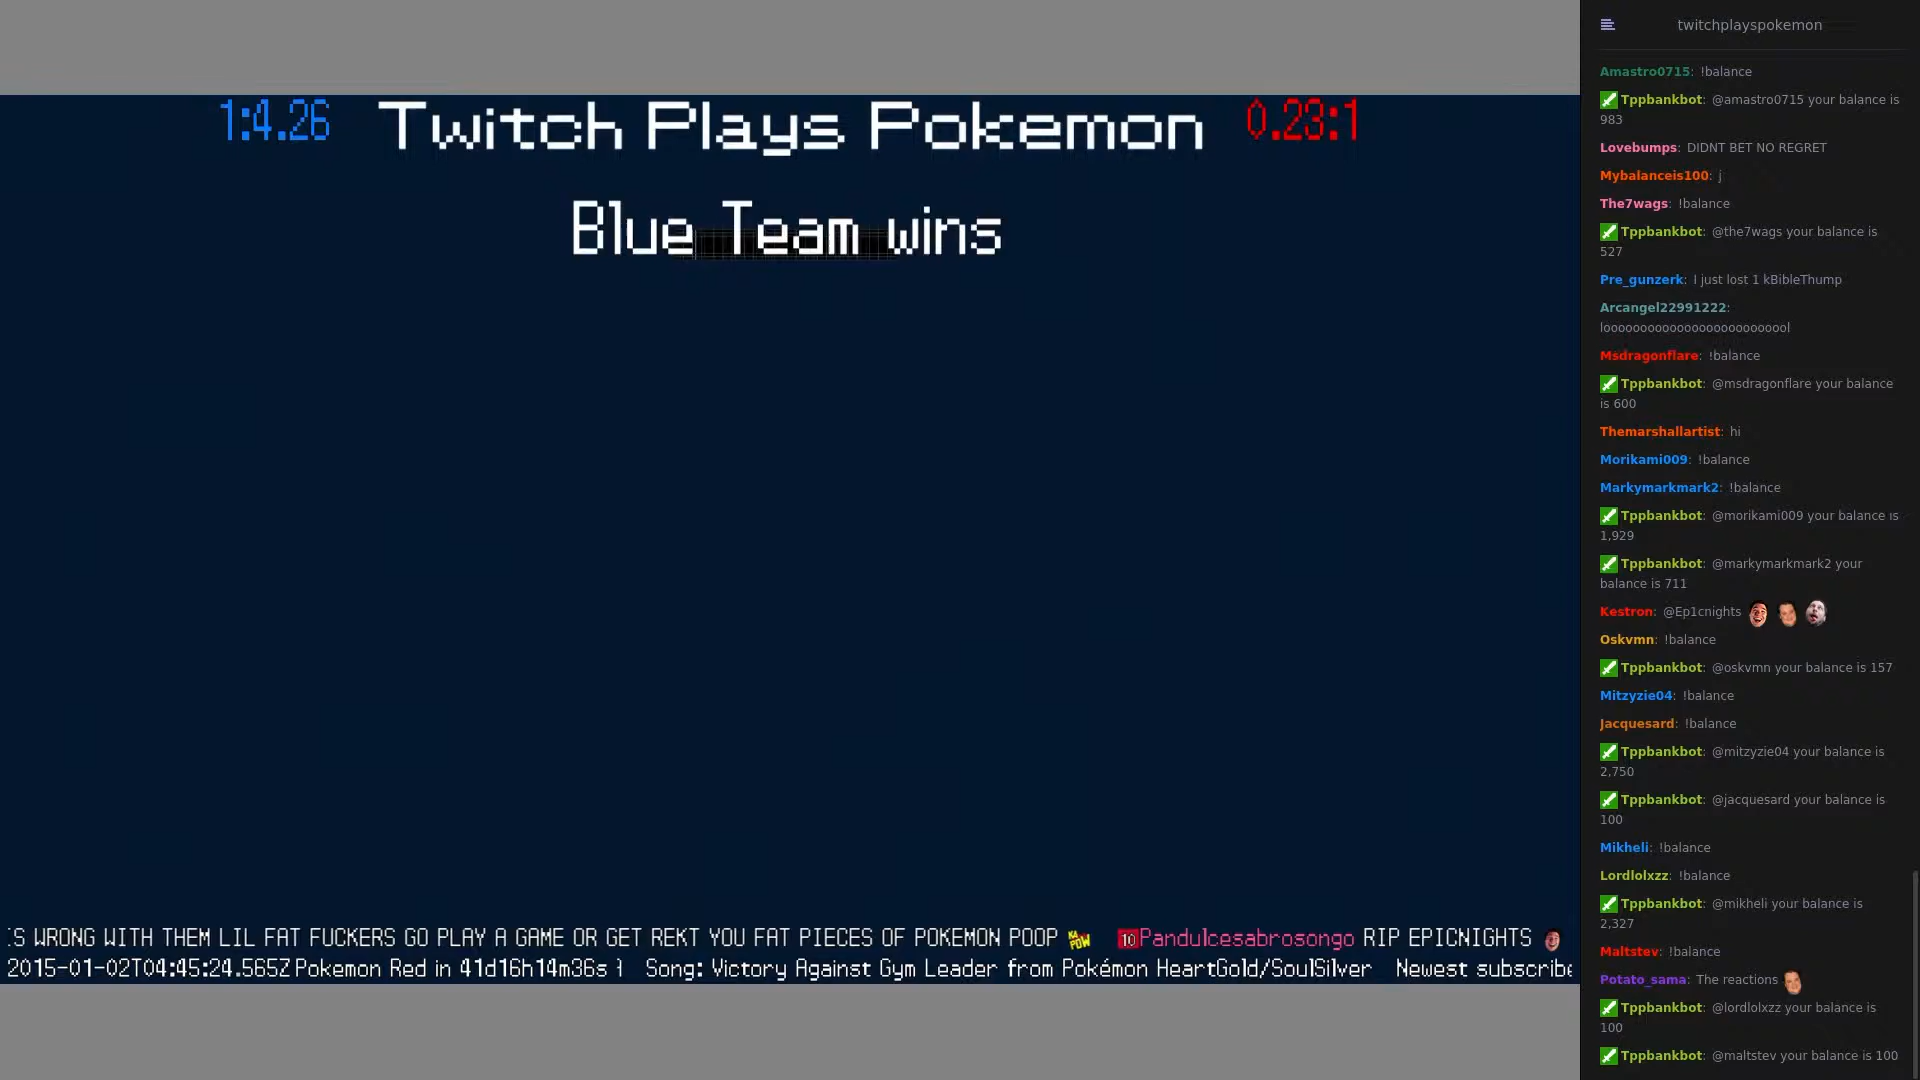 1:4.26 Twitch Plays Pokemon 0.23:1
Blue Team wins
S WRONG WITH THEM LIL FAT FUCKERS GO PLAY A GAME OR GET REKT YOU FAT PIECES OF POKEMON POOP KA POW 10 Pandulcesabrosongo RIP EPICNIGHTS
2015-01-02T04:45:24.565Z Pokemon Red in 41d16h14m36s Song: Victory Against Gym Leader from Pokémon HeartGold/SoulSilver Newest subscribe
twitchplayspokemon
Amastro0715: !balance
Tppbankbot: @amastro0715 your balance is
983
Lovebumps: DIDNT BET NO REGRET
Mybalanceis100: j
The7wags: !balance
Tppbankbot: @the7wags your balance is
527
Pre_gunzerk: I just lost 1 kBibleThump
Arcangel22991222:
looooooooooooooooooooooool
Msdragonflare: !balance
Tppbankbot: @msdragonflare your balance
is 600
Themarshallartist: hi
Morikami009: !balance
Markymarkmark2: !balance
Tppbankbot: @morikami009 your balance is
1,929
Tppbankbot: @markymarkmark2 your
balance is 711
Kestron: @Ep1cnights
Oskvmn: !balance
Tppbankbot: @oskvmn your balance is 157
Mitzyzie04: !balance
Jacquesard: !balance
Tppbankbot: @mitzyzie04 your balance is
2,750
Tppbankbot: @jacquesard your balance is
100
Mikheli: !balance
Lordlolxzz: !balance
Tppbankbot: @mikheli your balance is
2,327
Maltstev: !balance
Potato_sama: The reactions
Tppbankbot: @lordlolxzz your balance is
100
Tppbankbot: @maltstev your balance is 100